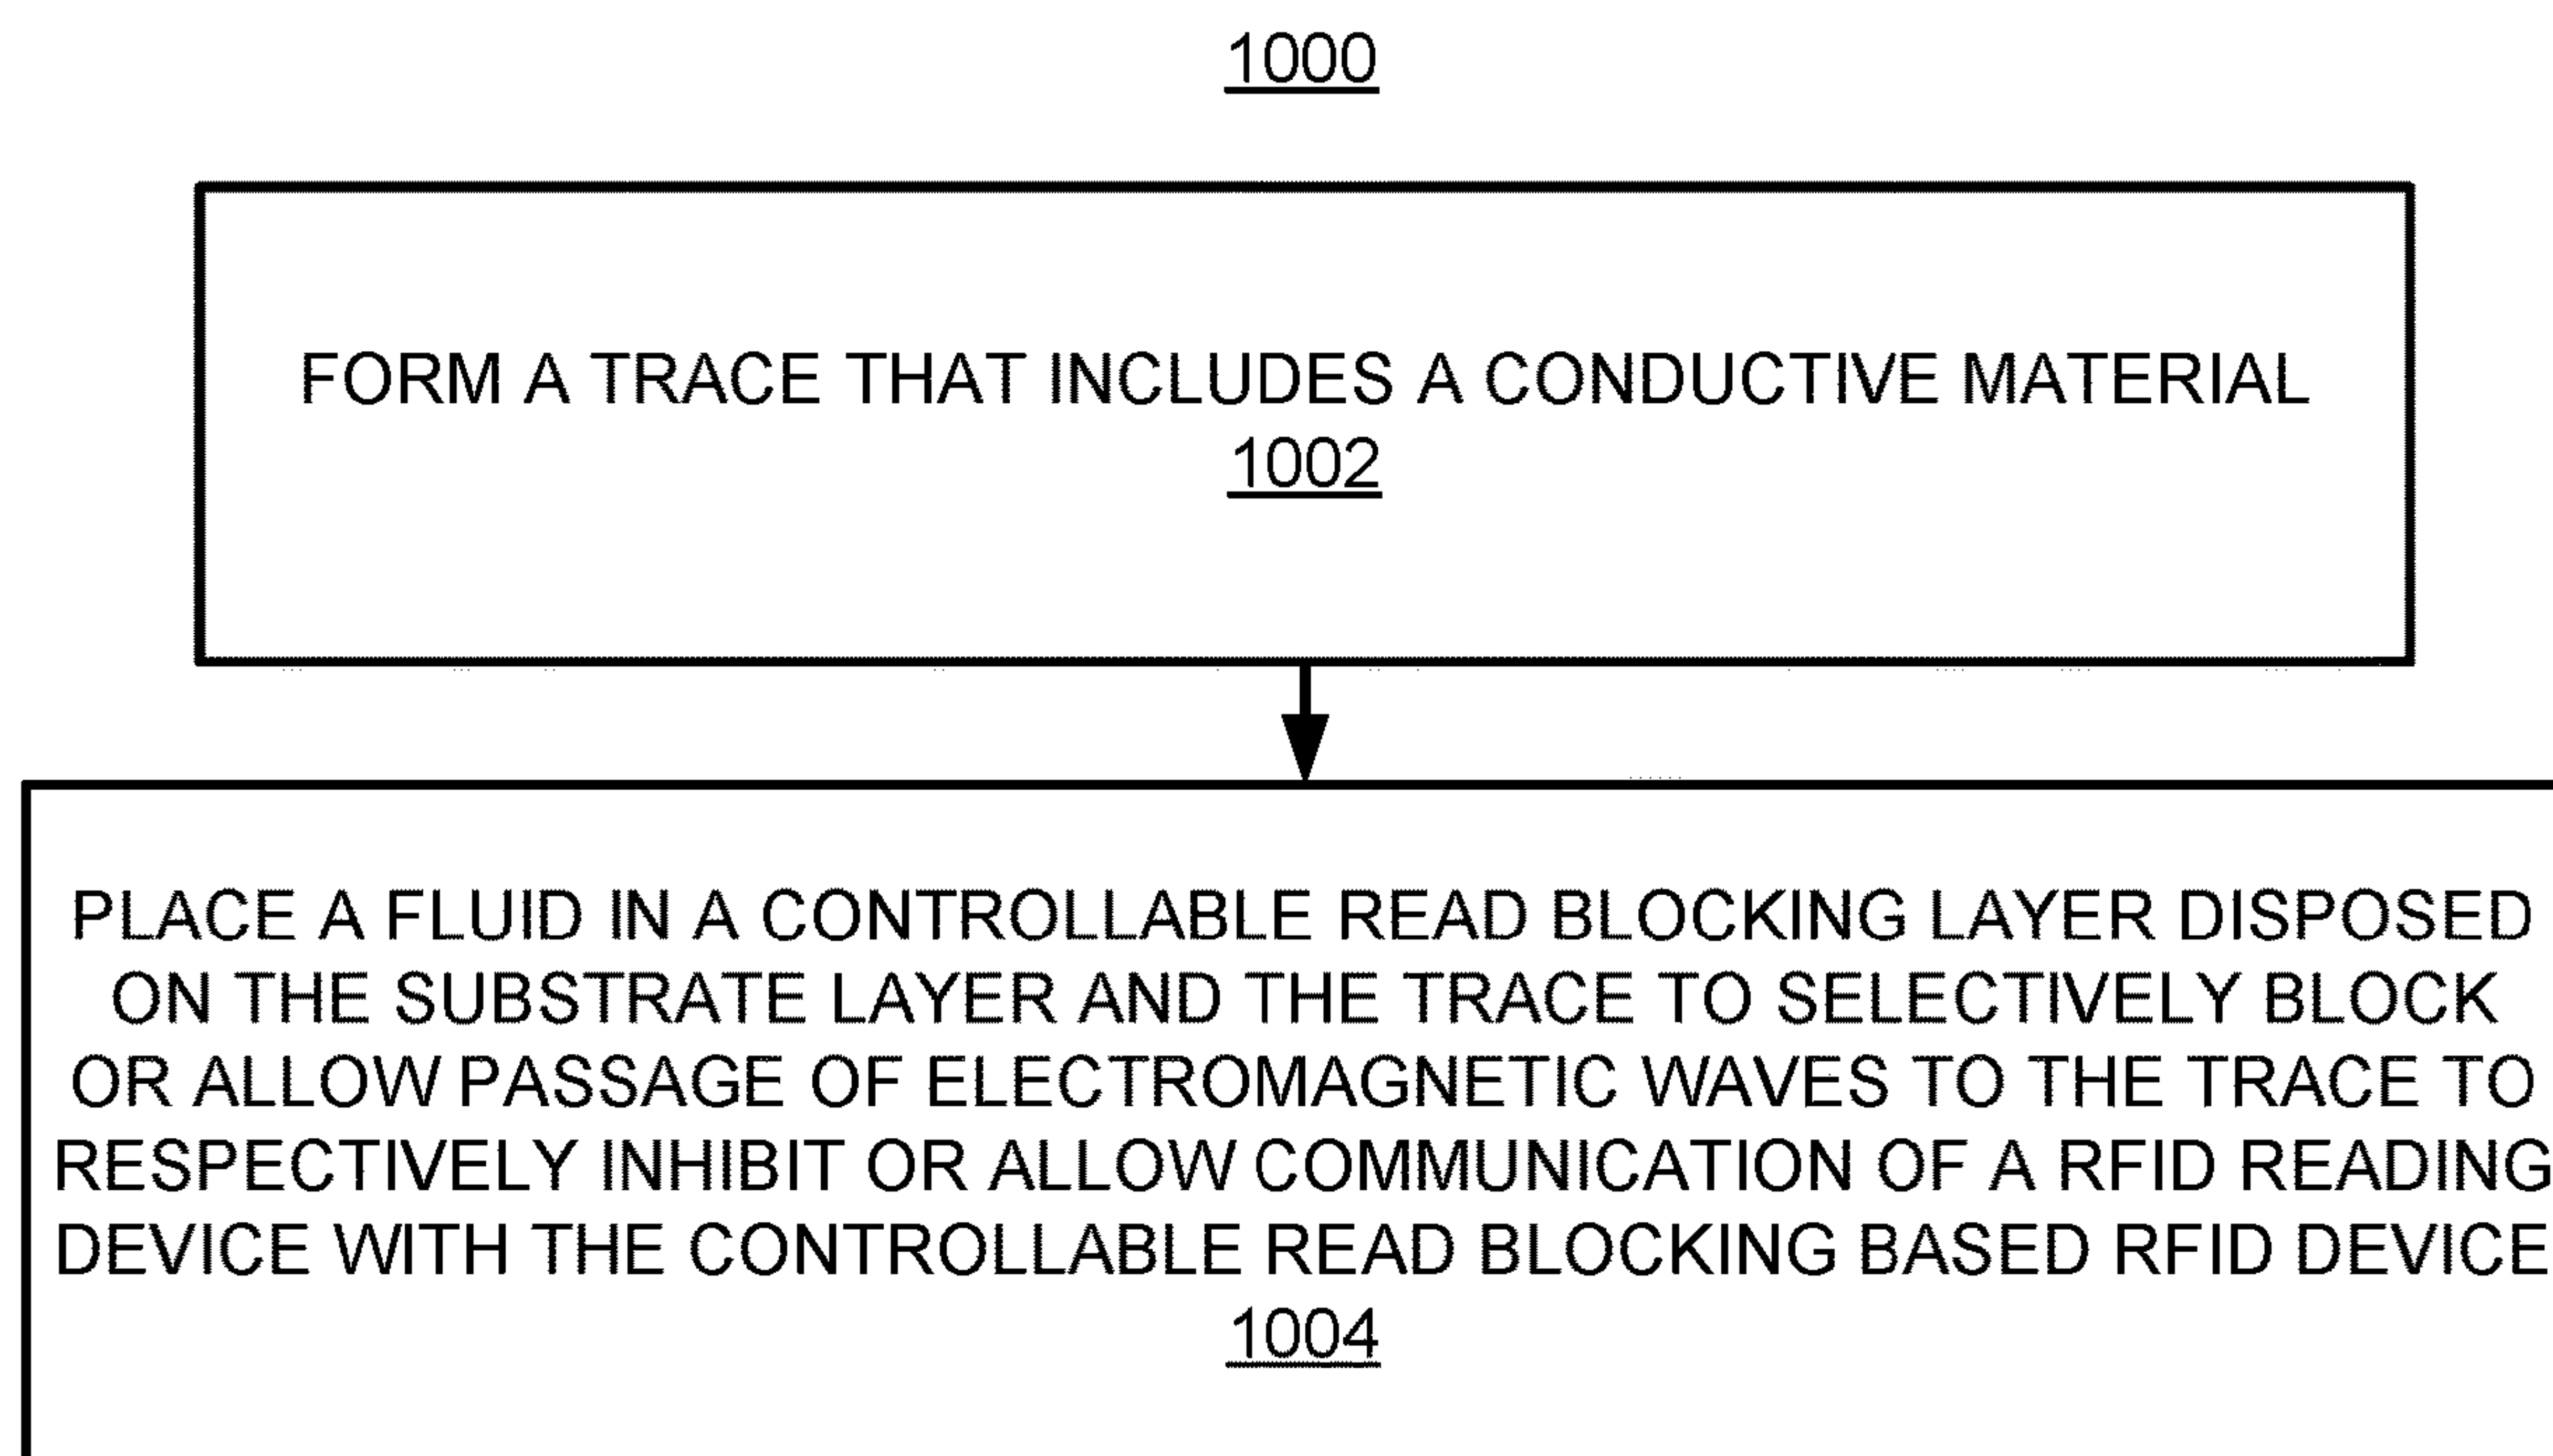 1000
FORM A TRACE THAT INCLUDES A CONDUCTIVE MATERIAL
1002
PLACE A FLUID IN A CONTROLLABLE READ BLOCKING LAYER DISPOSED
ON THE SUBSTRATE LAYER AND THE TRACE TO SELECTIVELY BLOCK
OR ALLOW PASSAGE OF ELECTROMAGNETIC WAVES TO THE TRACE TO
RESPECTIVELY INHIBIT OR ALLOW COMMUNICATION OF A RFID READING
DEVICE WITH THE CONTROLLABLE READ BLOCKING BASED RFID DEVICE
1004